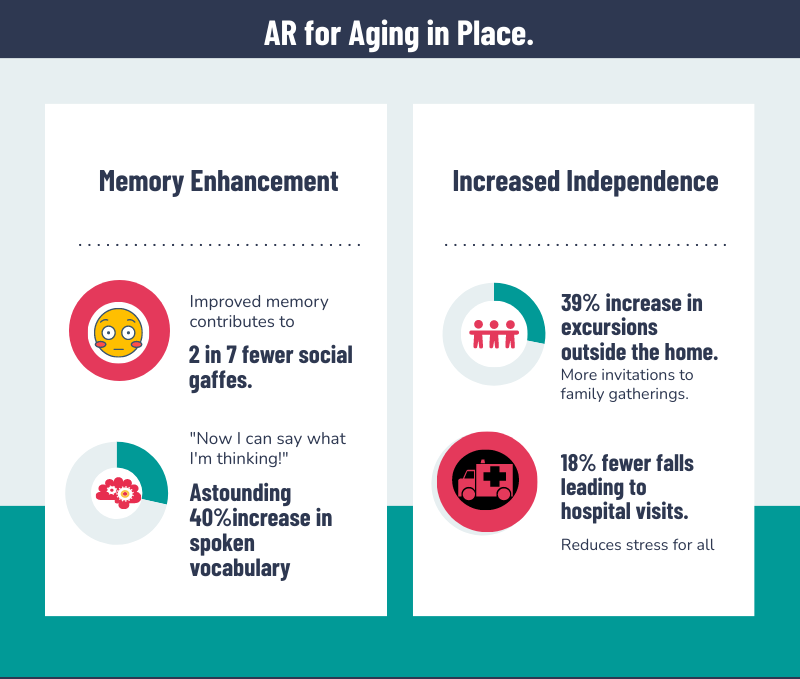 AR for Aging in Place.
Memory Enhancement
Improved memory
contributes to
2 in 7 fewer social
gaffes.
"Now I can say what
I'm thinking!"
Astounding
40%increase in
spoken
vocabulary
Increased Independence
39% increase in
excursions
outside the home.
More invitations to
family gatherings.
18% fewer falls
leading to
hospital visits.
Reduces stress for all